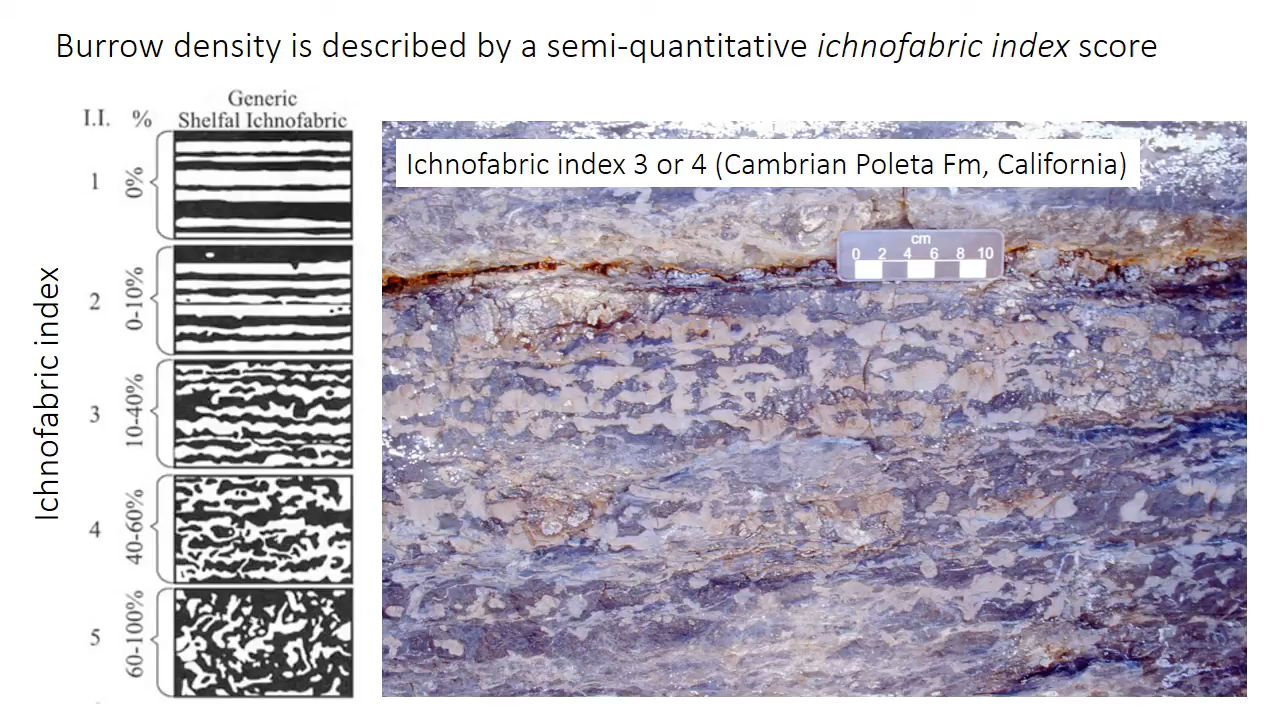 Burrow density is described by a semi-quantitative ichnofabric index score
Generic
I.I. % Shelfal Ichnofabric
1 0%
2 0-10%
3 10-40%
4 40-60%
5 60-100%
Ichnofabric index
Ichnofabric index 3 or 4 (Cambrian Poleta Fm, California)
cm
0 2 4 6 8 10